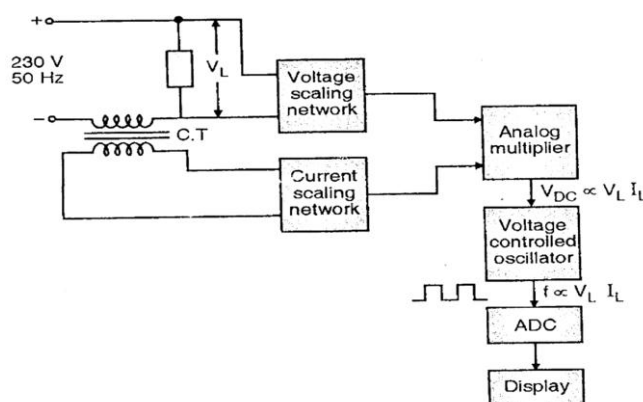 +
230 V
50 Hz
V_L
Voltage
scaling
network
−
C.T
Current
scaling
network
Analog
multiplier
V_DC ∝ V_L I_L
Voltage
controlled
oscillator
f ∝ V_L I_L
ADC
Display